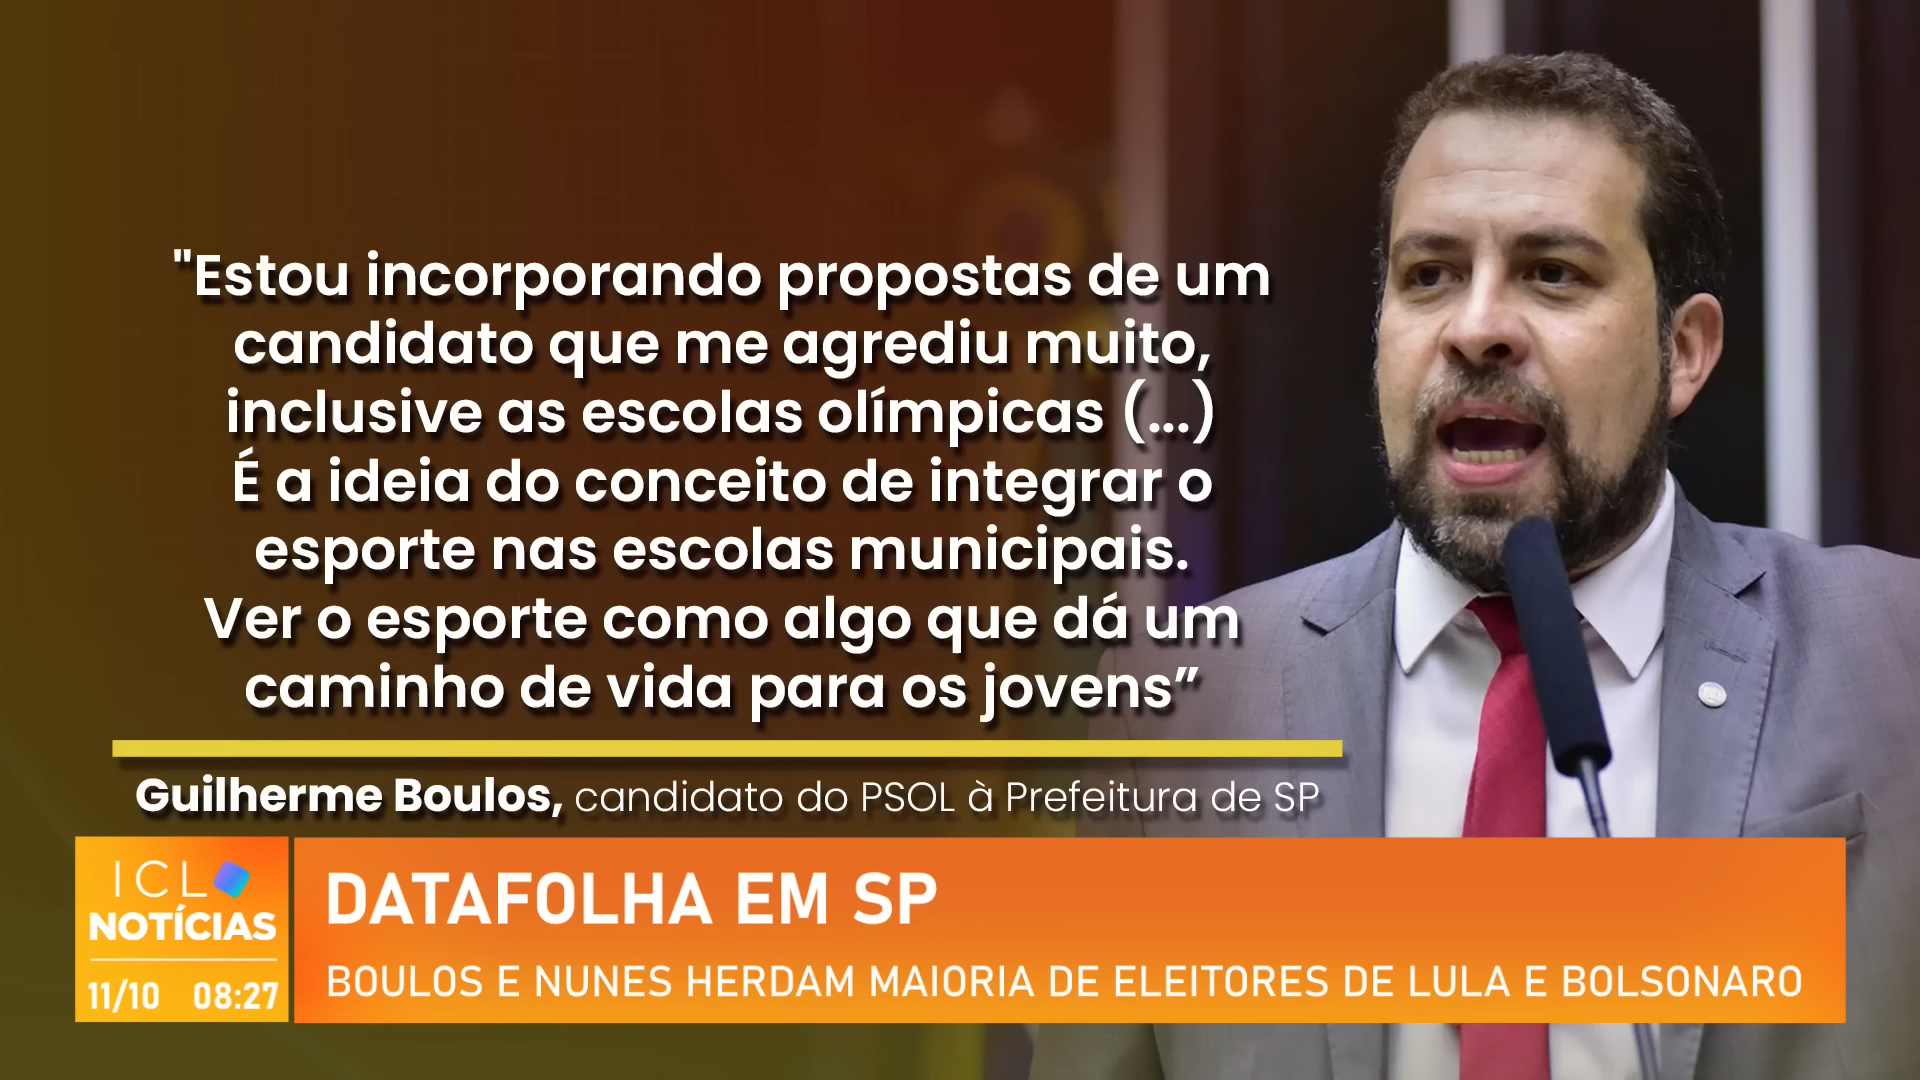 "Estou incorporando propostas de um
candidato que me agrediu muito,
inclusive as escolas olímpicas (...)
É a ideia do conceito de integrar o
esporte nas escolas municipais.
Ver o esporte como algo que dá um
caminho de vida para os jovens”
Guilherme Boulos, candidato do PSOL à Prefeitura de SP
ICL
NOTÍCIAS
11/10 08:27
DATAFOLHA EM SP
BOULOS E NUNES HERDAM MAIORIA DE ELEITORES DE LULA E BOLSONARO